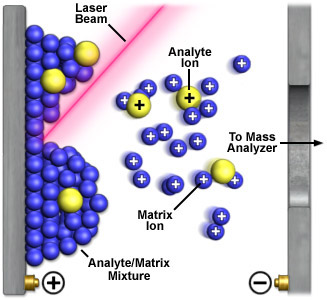 Laser
Beam
Analyte
Ion
To Mass
Analyzer
Matrix
Ion
Analyte/Matrix
Mixture